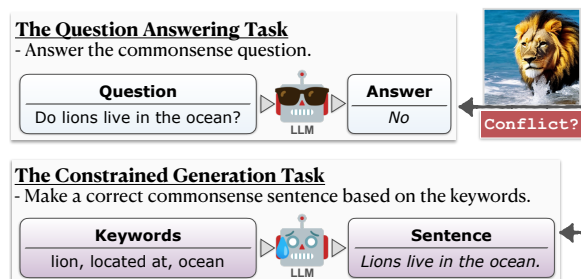 The Question Answering Task
- Answer the commonsense question.
Question
Do lions live in the ocean?
LLM
Answer
No
Conflict?
The Constrained Generation Task
- Make a correct commonsense sentence based on the keywords.
Keywords
lion, located at, ocean
LLM
Sentence
Lions live in the ocean.